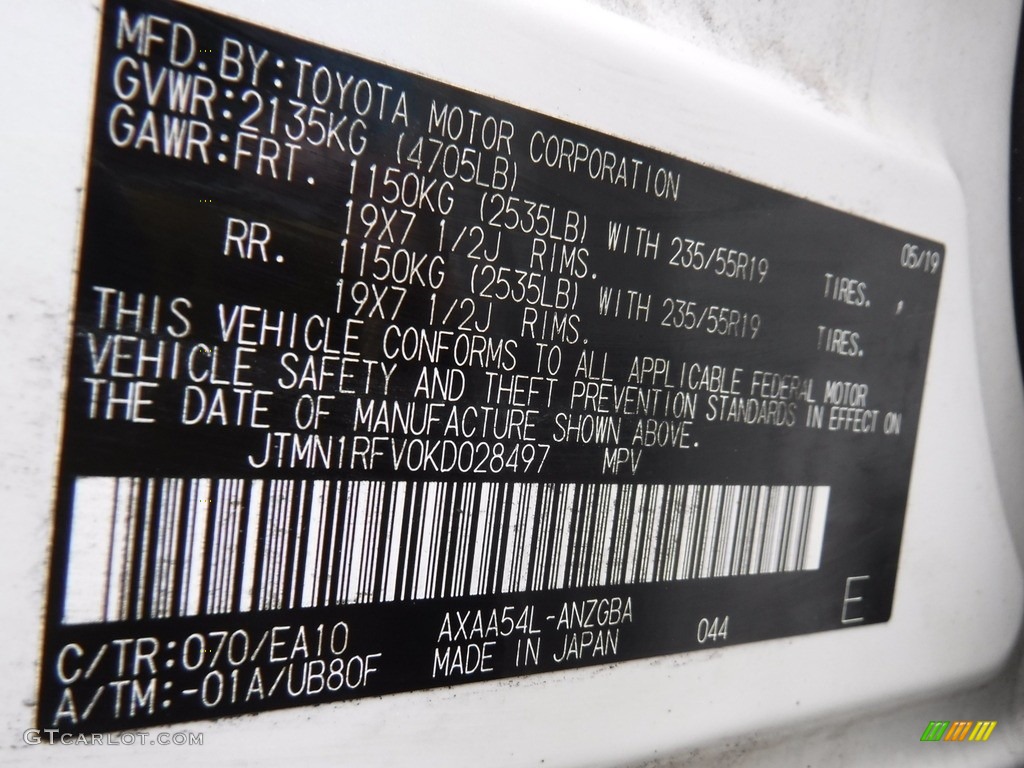 MFD. BY:TOYOTA MOTOR CORPORATION 05/19
GVWR:2135KG (4705LB)
GAWR:FRT. 1150KG (2535LB) WITH 235/55R19 TIRES. ,
19X7 1/2J RIMS.
RR. 1150KG (2535LB) WITH 235/55R19 TIRES.
19X7 1/2J RIMS.
THIS VEHICLE CONFORMS TO ALL APPLICABLE FEDERAL MOTOR
VEHICLE SAFETY AND THEFT PREVENTION STANDARDS IN EFFECT ON
THE DATE OF MANUFACTURE SHOWN ABOVE.
JTMN1RFV0KD028497 MPV
C/TR:070/EA10 AXAA54L-ANZGBA 044 E
A/TM:-01A/UB80F MADE IN JAPAN
GTCARLOT.COM